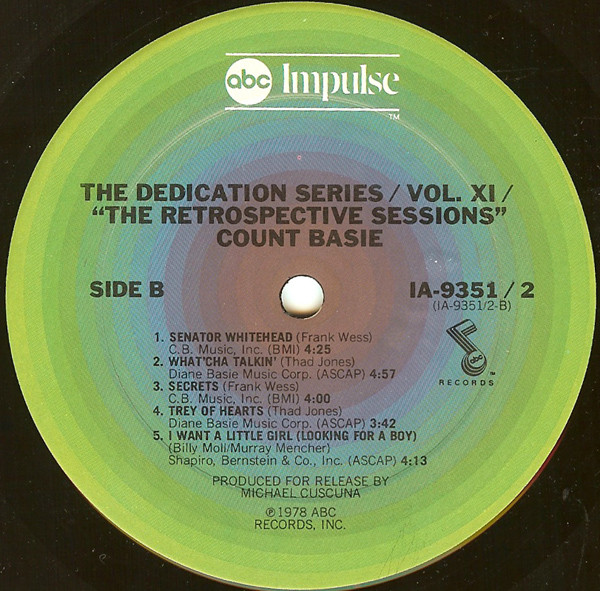 abc Impulse
TM
THE DEDICATION SERIES / VOL. XI /
"THE RETROSPECTIVE SESSIONS"
COUNT BASIE
SIDE B
IA-9351 / 2
(IA-9351/2-B)
1. SENATOR WHITEHEAD (Frank Wess)
C.B. Music, Inc. (BMI) 4:25
2. WHAT'CHA TALKIN' (Thad Jones)
Diane Basie Music Corp. (ASCAP) 4:57
3. SECRETS (Frank Wess)
C.B. Music, Inc. (BMI) 4:00
4. TREY OF HEARTS (Thad Jones)
Diane Basie Music Corp. (ASCAP) 3:42
5. I WANT A LITTLE GIRL (LOOKING FOR A BOY)
(Billy Moll/Murray Mencher)
Shapiro, Bernstein & Co., Inc. (ASCAP) 4:13
abc
TM
RECORDS
PRODUCED FOR RELEASE BY
MICHAEL CUSCUNA
℗1978 ABC
RECORDS, INC.